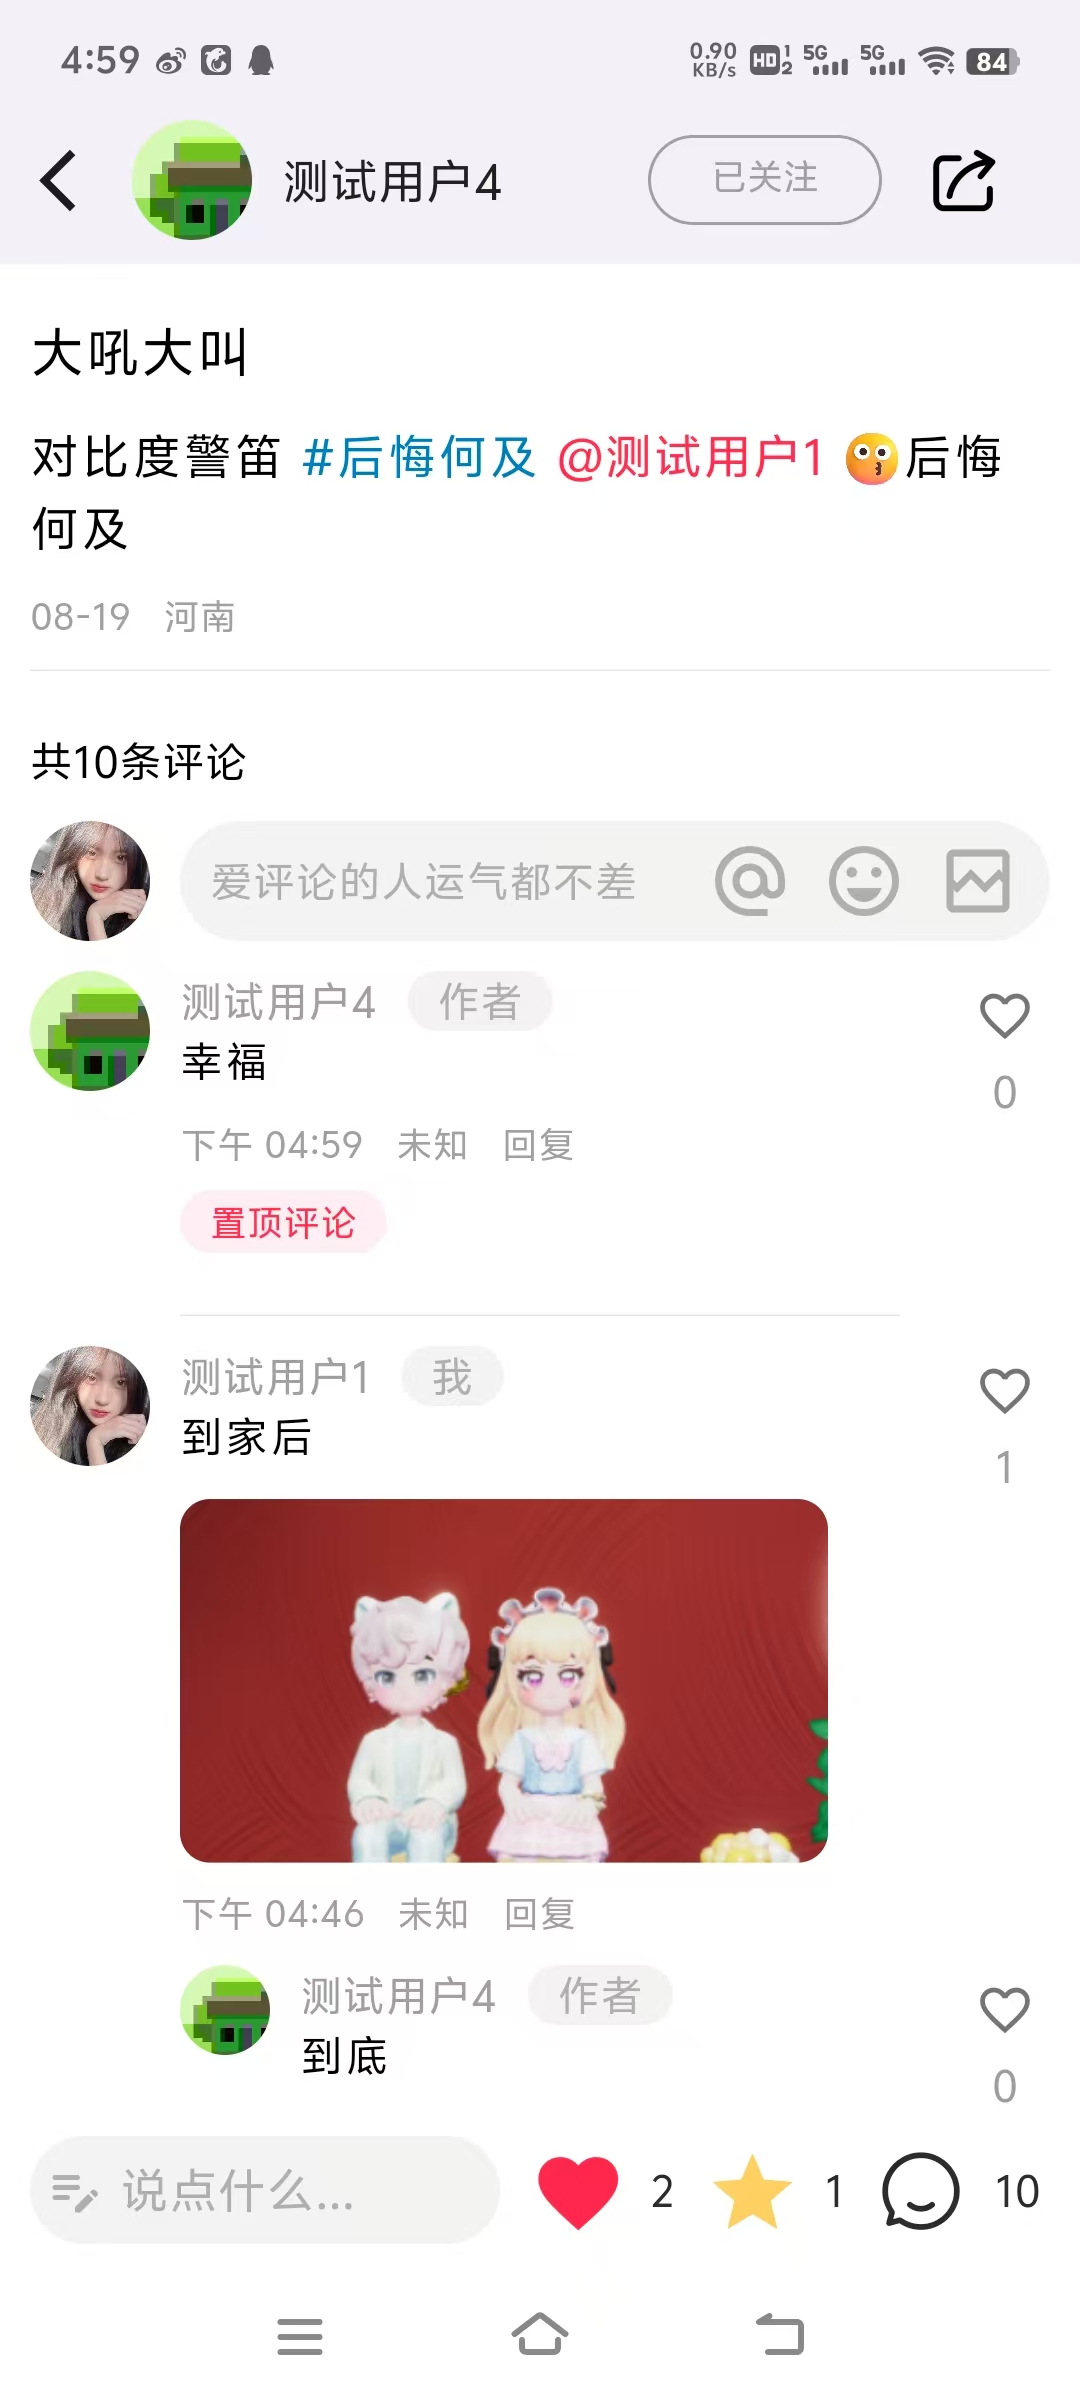 4:59 0.90 KB/s HD 1 2 5G 5G 84
测试用户4 已关注
大吼大叫
对比度警笛 #后悔何及 @测试用户1 后悔
何及
08-19 河南
共10条评论
爱评论的人运气都不差
测试用户4 作者
幸福
0
下午 04:59 未知 回复
置顶评论
测试用户1 我
到家后
1
下午 04:46 未知 回复
测试用户4 作者
到底
0
说点什么... 2 1 10